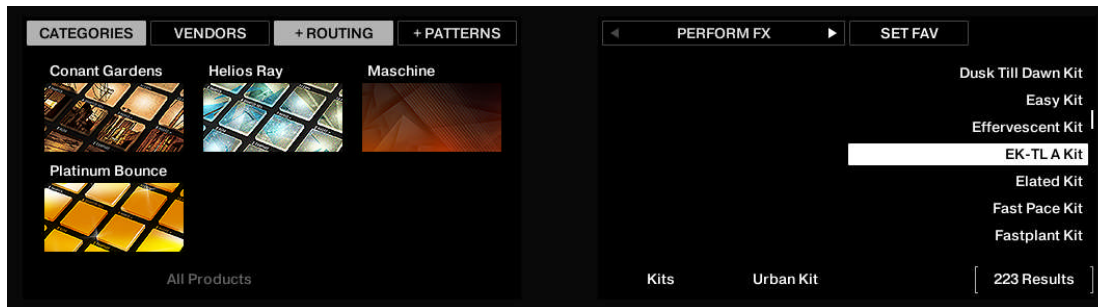 CATEGORIES VENDORS + ROUTING + PATTERNS
Conant Gardens Helios Ray Maschine
Platinum Bounce
All Products
PERFORM FX SET FAV
Dusk Till Dawn Kit
Easy Kit
Effervescent Kit
EK-TL A Kit
Elated Kit
Fast Pace Kit
Fastplant Kit
Kits Urban Kit 223 Results